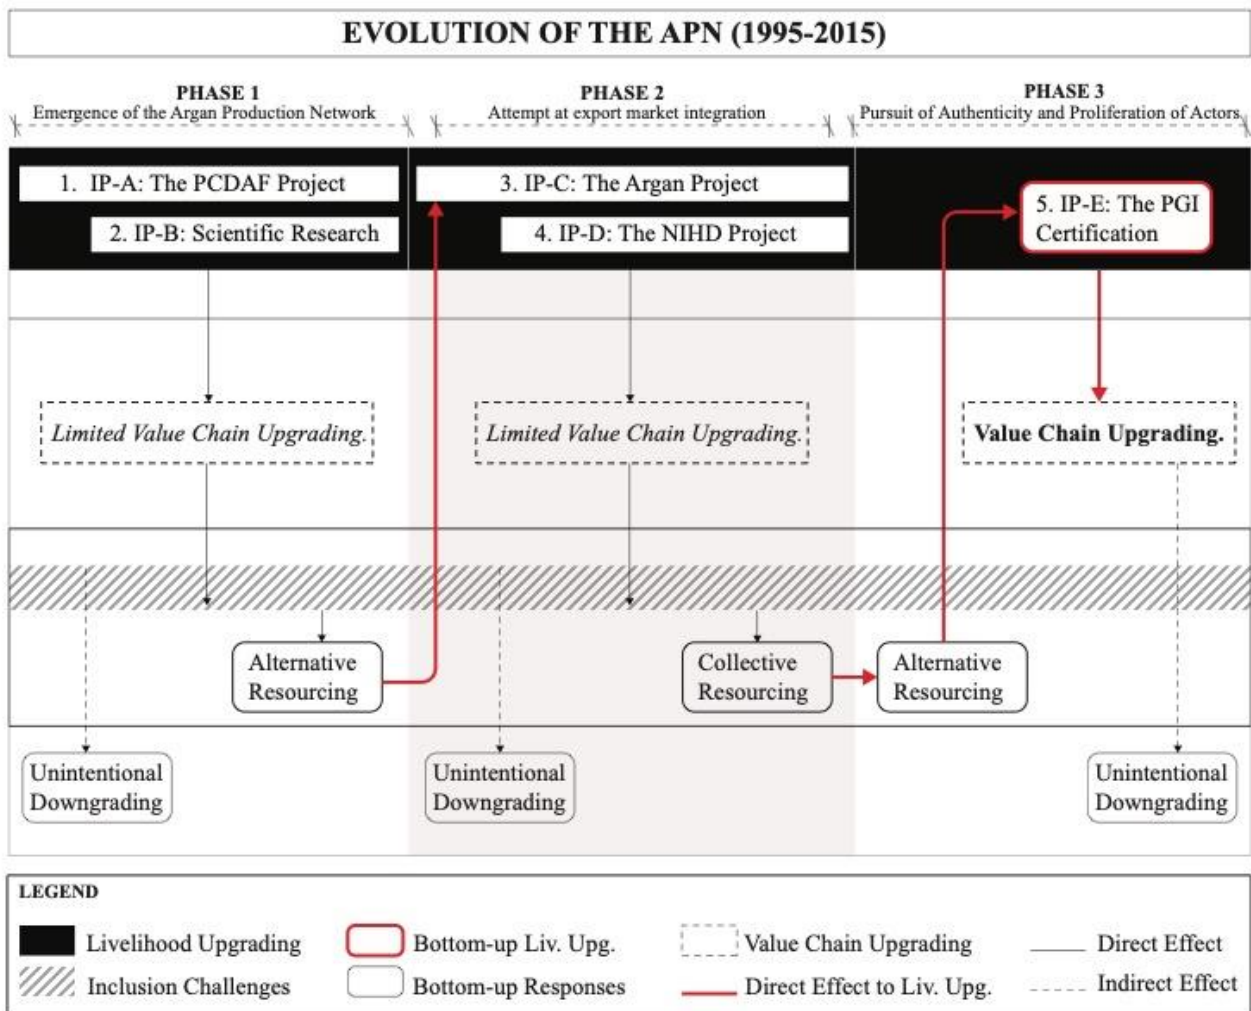 EVOLUTION OF THE APN (1995-2015)
PHASE 1
Emergence of the Argan Production Network
PHASE 2
Attempt at export market integration
PHASE 3
Pursuit of Authenticity and Proliferation of Actors
1. IP-A: The PCDAF Project
2. IP-B: Scientific Research
3. IP-C: The Argan Project
4. IP-D: The NIHD Project
5. IP-E: The PGI
Certification
Limited Value Chain Upgrading.
Limited Value Chain Upgrading.
Value Chain Upgrading.
Alternative
Resourcing
Collective
Resourcing
Alternative
Resourcing
Unintentional
Downgrading
Unintentional
Downgrading
Unintentional
Downgrading
LEGEND
Livelihood Upgrading
Bottom-up Liv. Upg.
Value Chain Upgrading
Direct Effect
Inclusion Challenges
Bottom-up Responses
Direct Effect to Liv. Upg.
Indirect Effect